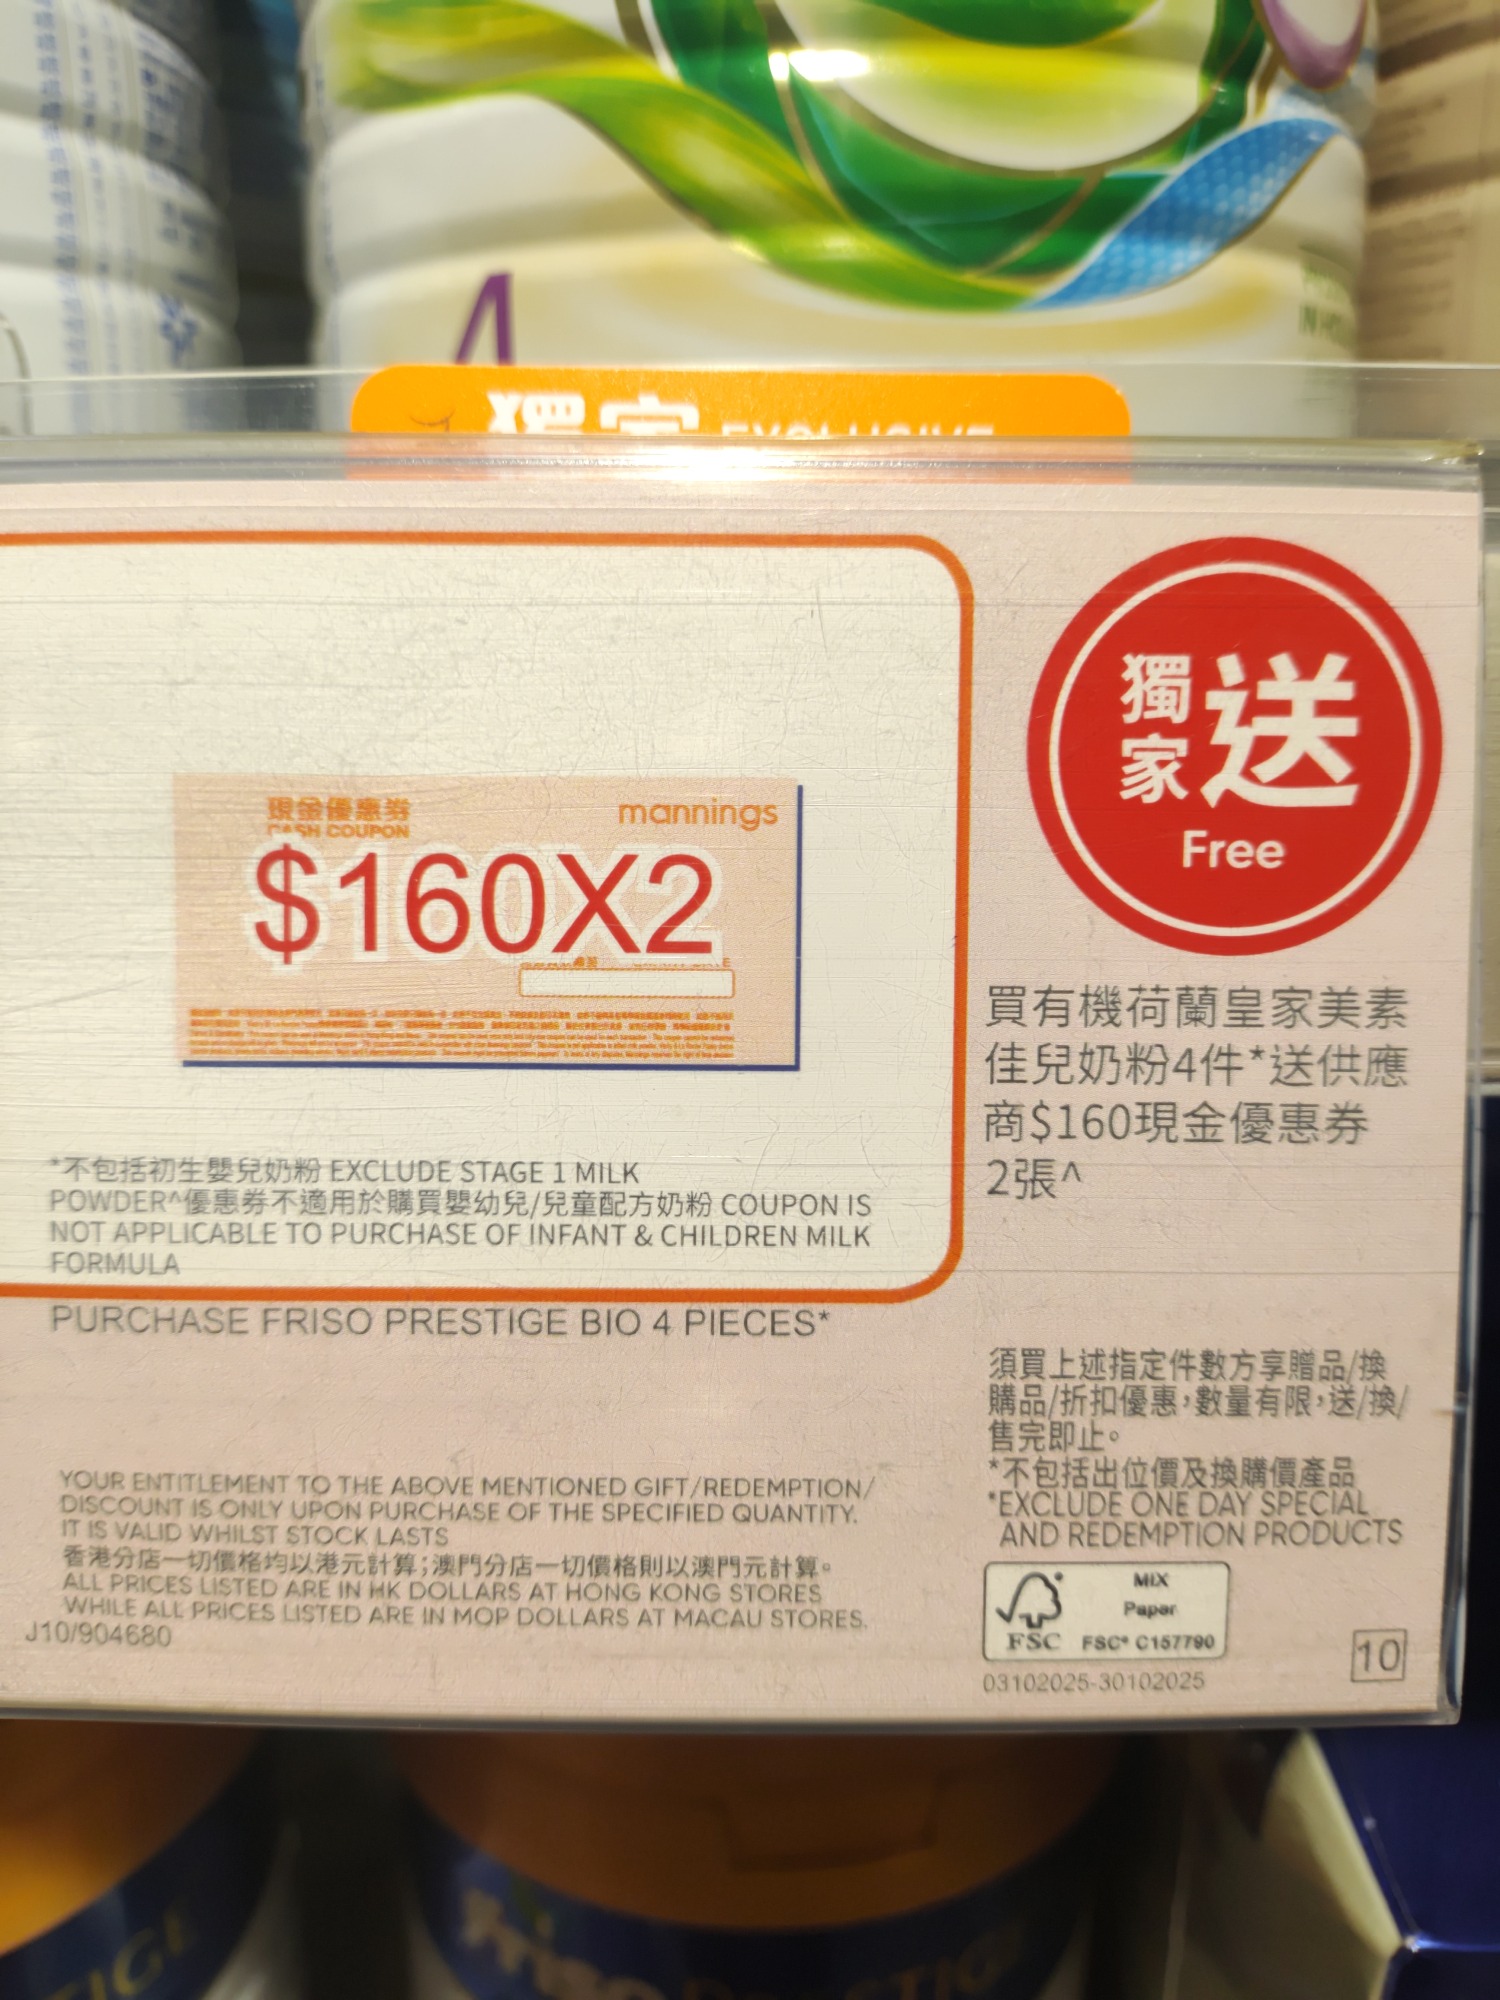 獨家 EXCLUSIVE
獨家
送
Free
現金優惠券
CASH COUPON
mannings
$160X2
買有機荷蘭皇家美素
佳兒奶粉4件*送供應
商$160現金優惠券
2張^
*不包括初生嬰兒奶粉 EXCLUDE STAGE 1 MILK
POWDER^優惠券不適用於購買嬰幼兒/兒童配方奶粉 COUPON IS
NOT APPLICABLE TO PURCHASE OF INFANT & CHILDREN MILK
FORMULA
PURCHASE FRISO PRESTIGE BIO 4 PIECES*
須買上述指定件數方享贈品/換
購品/折扣優惠,數量有限,送/換/
售完即止。
*不包括出位價及換購價產品
*EXCLUDE ONE DAY SPECIAL
AND REDEMPTION PRODUCTS
YOUR ENTITLEMENT TO THE ABOVE MENTIONED GIFT/REDEMPTION/
DISCOUNT IS ONLY UPON PURCHASE OF THE SPECIFIED QUANTITY.
IT IS VALID WHILST STOCK LASTS
香港分店一切價格均以港元計算;澳門分店一切價格則以澳門元計算。
ALL PRICES LISTED ARE IN HK DOLLARS AT HONG KONG STORES
WHILE ALL PRICES LISTED ARE IN MOP DOLLARS AT MACAU STORES.
J10/904680
MIX
Paper
FSC FSC® C157790
03102025-30102025
10